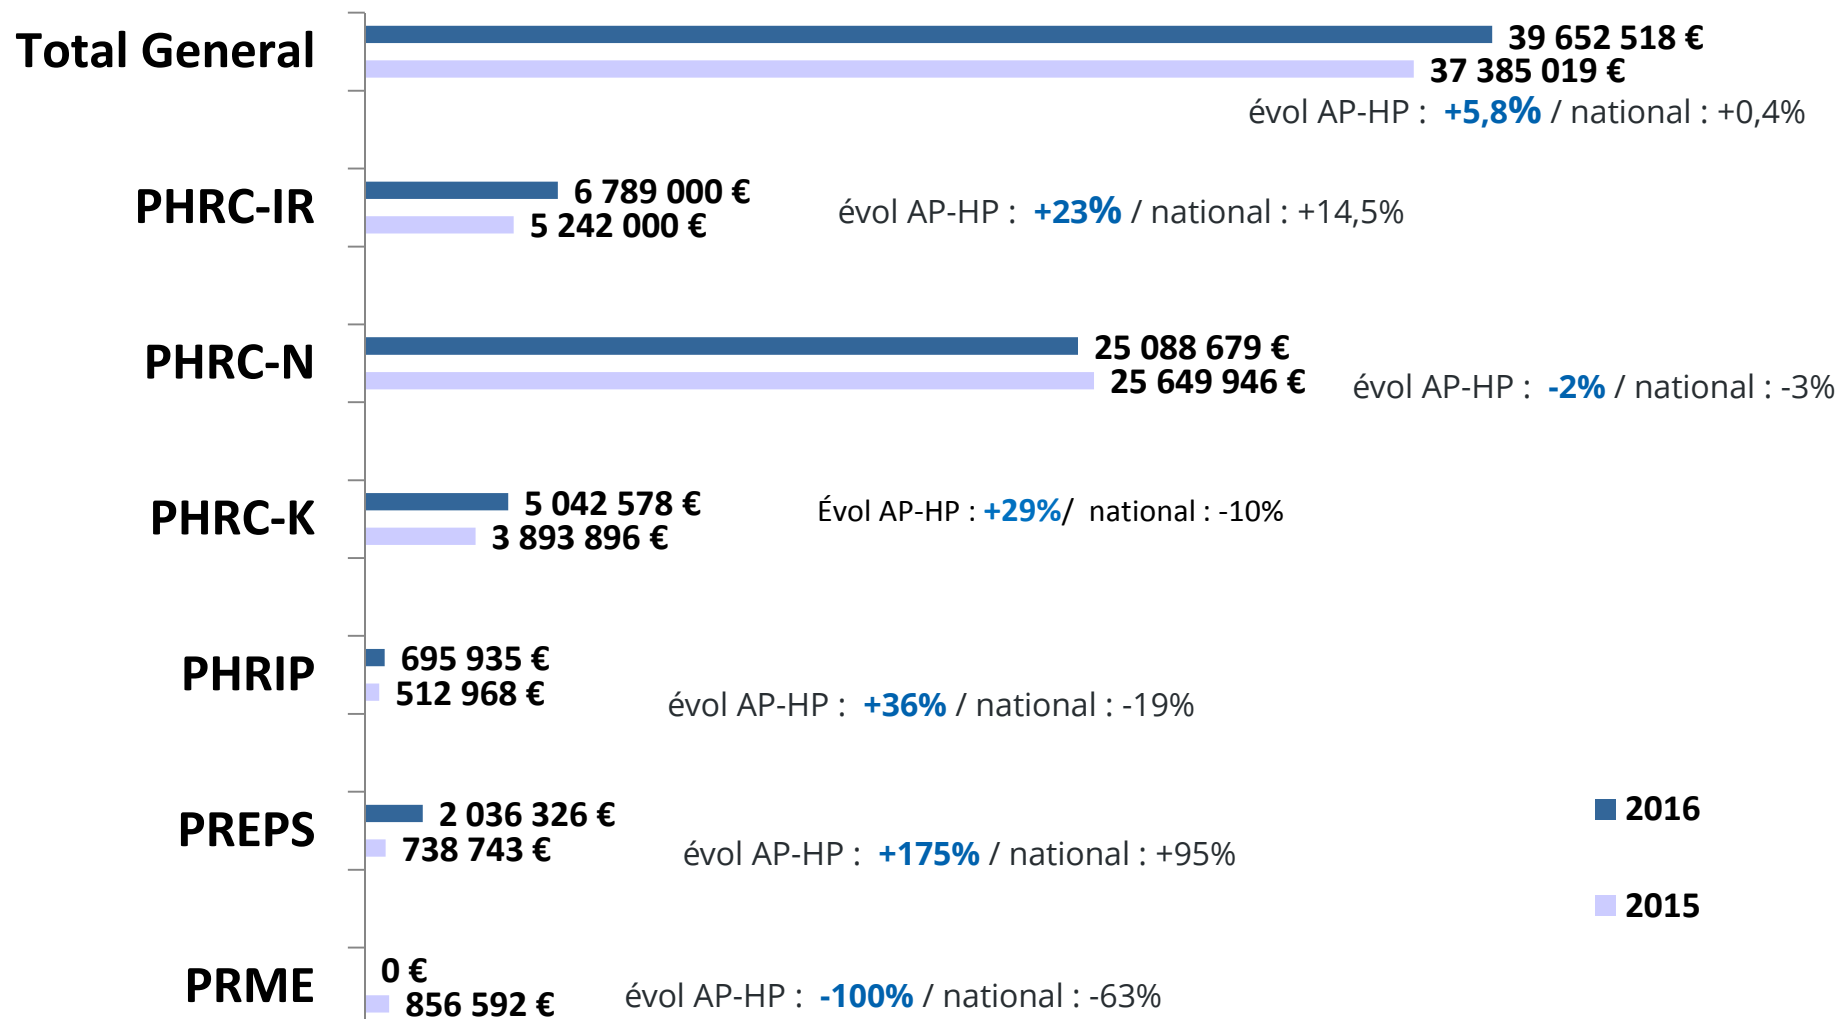 Total General
39 652 518 €
37 385 019 €
évol AP-HP : +5,8% / national : +0,4%
PHRC-IR
6 789 000 €
5 242 000 €
évol AP-HP : +23% / national : +14,5%
PHRC-N
25 088 679 €
25 649 946 €
évol AP-HP : -2% / national : -3%
PHRC-K
5 042 578 €
3 893 896 €
Évol AP-HP : +29%/ national : -10%
PHRIP
695 935 €
512 968 €
évol AP-HP : +36% / national : -19%
PREPS
2 036 326 €
738 743 €
évol AP-HP : +175% / national : +95%
2016
2015
PRME
0 €
856 592 €
évol AP-HP : -100% / national : -63%